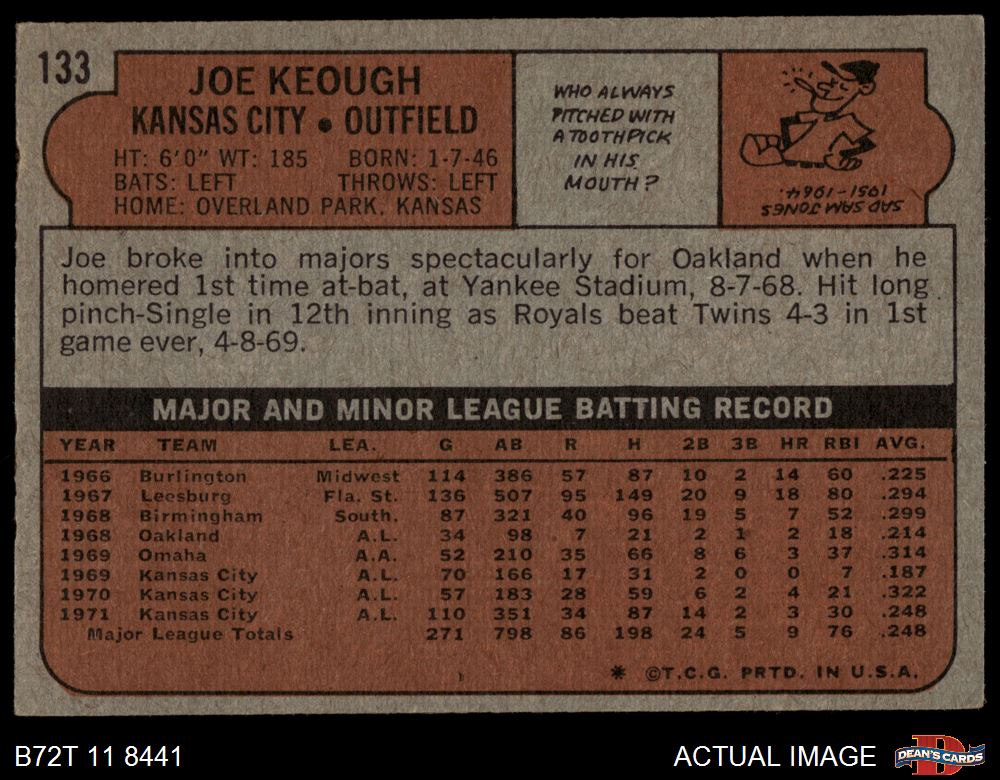 133
JOE KEOUGH
KANSAS CITY • OUTFIELD
HT: 6'0" WT: 185 BORN: 1-7-46
BATS: LEFT THROWS: LEFT
HOME: OVERLAND PARK, KANSAS
WHO ALWAYS
PITCHED WITH
A TOOTHPICK
IN HIS
MOUTH?
SAD SAM JONES
1951-1964.
Joe broke into majors spectacularly for Oakland when he
homered 1st time at-bat, at Yankee Stadium, 8-7-68. Hit long
pinch-Single in 12th inning as Royals beat Twins 4-3 in 1st
game ever, 4-8-69.
MAJOR AND MINOR LEAGUE BATTING RECORD
YEAR TEAM LEA. G AB R H 2B 3B HR RBI AVG.
1966 Burlington Midwest 114 386 57 87 10 2 14 60 .225
1967 Leesburg Fla. St. 136 507 95 149 20 9 18 80 .294
1968 Birmingham South. 87 321 40 96 19 5 7 52 .299
1968 Oakland A.L. 34 98 7 21 2 1 2 18 .214
1969 Omaha A.A. 52 210 35 66 8 6 3 37 .314
1969 Kansas City A.L. 70 166 17 31 2 0 0 7 .187
1970 Kansas City A.L. 57 183 28 59 6 2 4 21 .322
1971 Kansas City A.L. 110 351 34 87 14 2 3 30 .248
Major League Totals 271 798 86 198 24 5 9 76 .248
* ©T.C.G. PRTD. IN U.S.A.
B72T 11 8441
ACTUAL IMAGE
D
DEAN'S CARDS